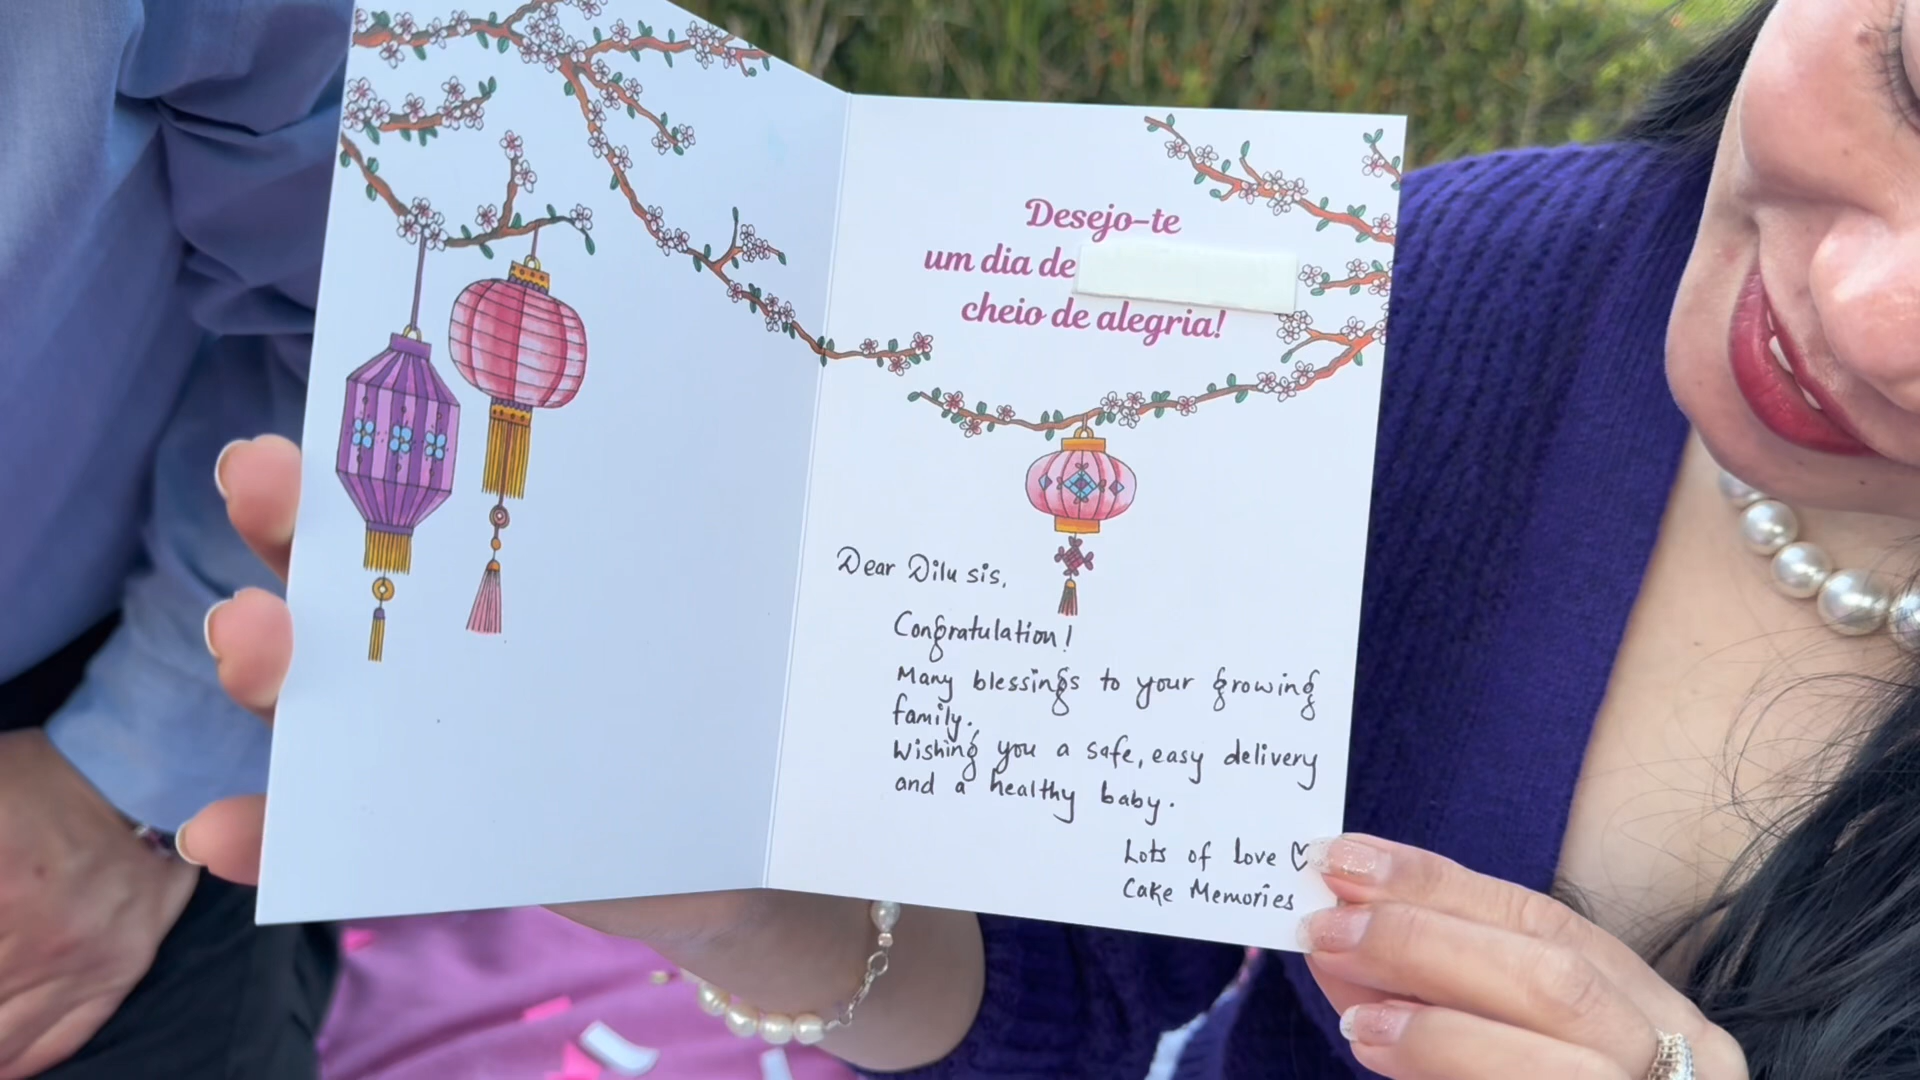 Desejo-te
um dia de
cheio de alegria!
Dear Dilu sis,
Congratulation!
Many blessings to your growing
family.
Wishing you a safe, easy delivery
and a healthy baby.
Lots of love ♡
Cake Memories